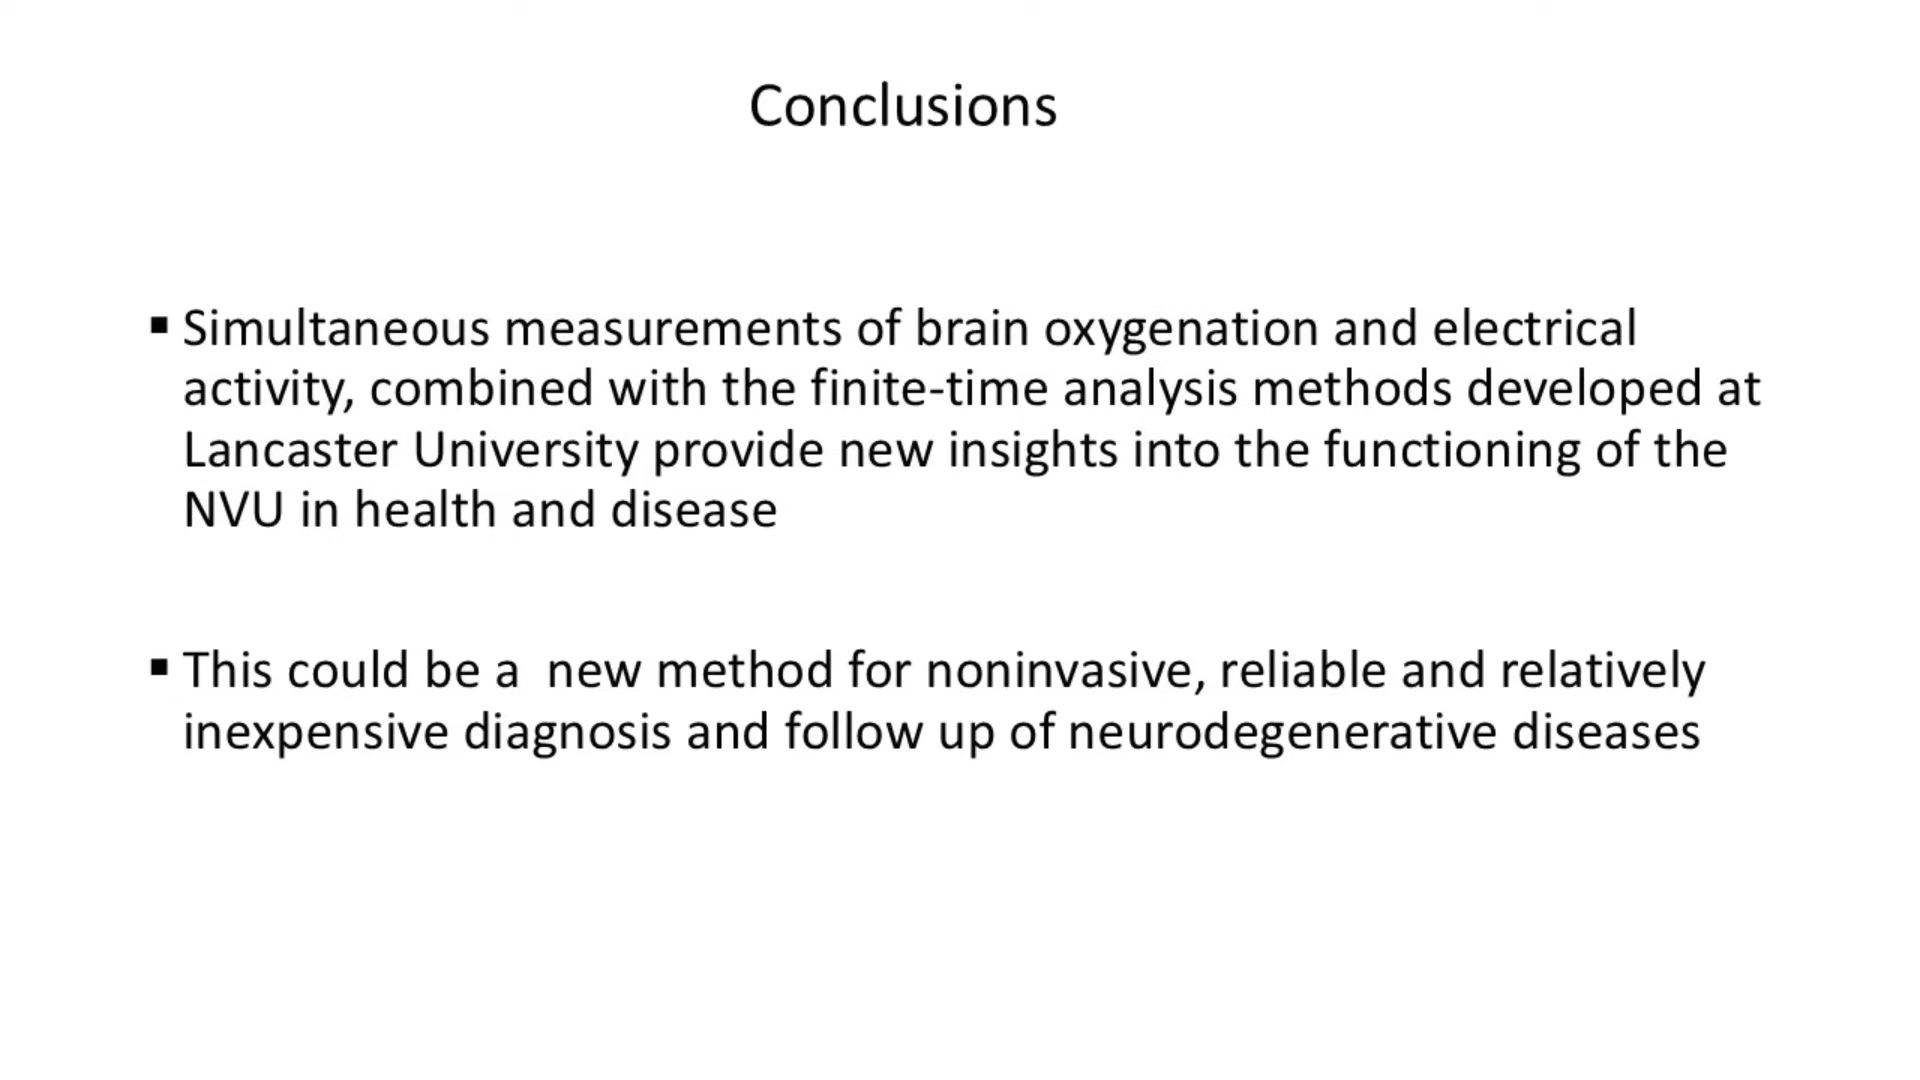 Conclusions
▪ Simultaneous measurements of brain oxygenation and electrical
activity, combined with the finite-time analysis methods developed at
Lancaster University provide new insights into the functioning of the
NVU in health and disease
▪ This could be a  new method for noninvasive, reliable and relatively
inexpensive diagnosis and follow up of neurodegenerative diseases